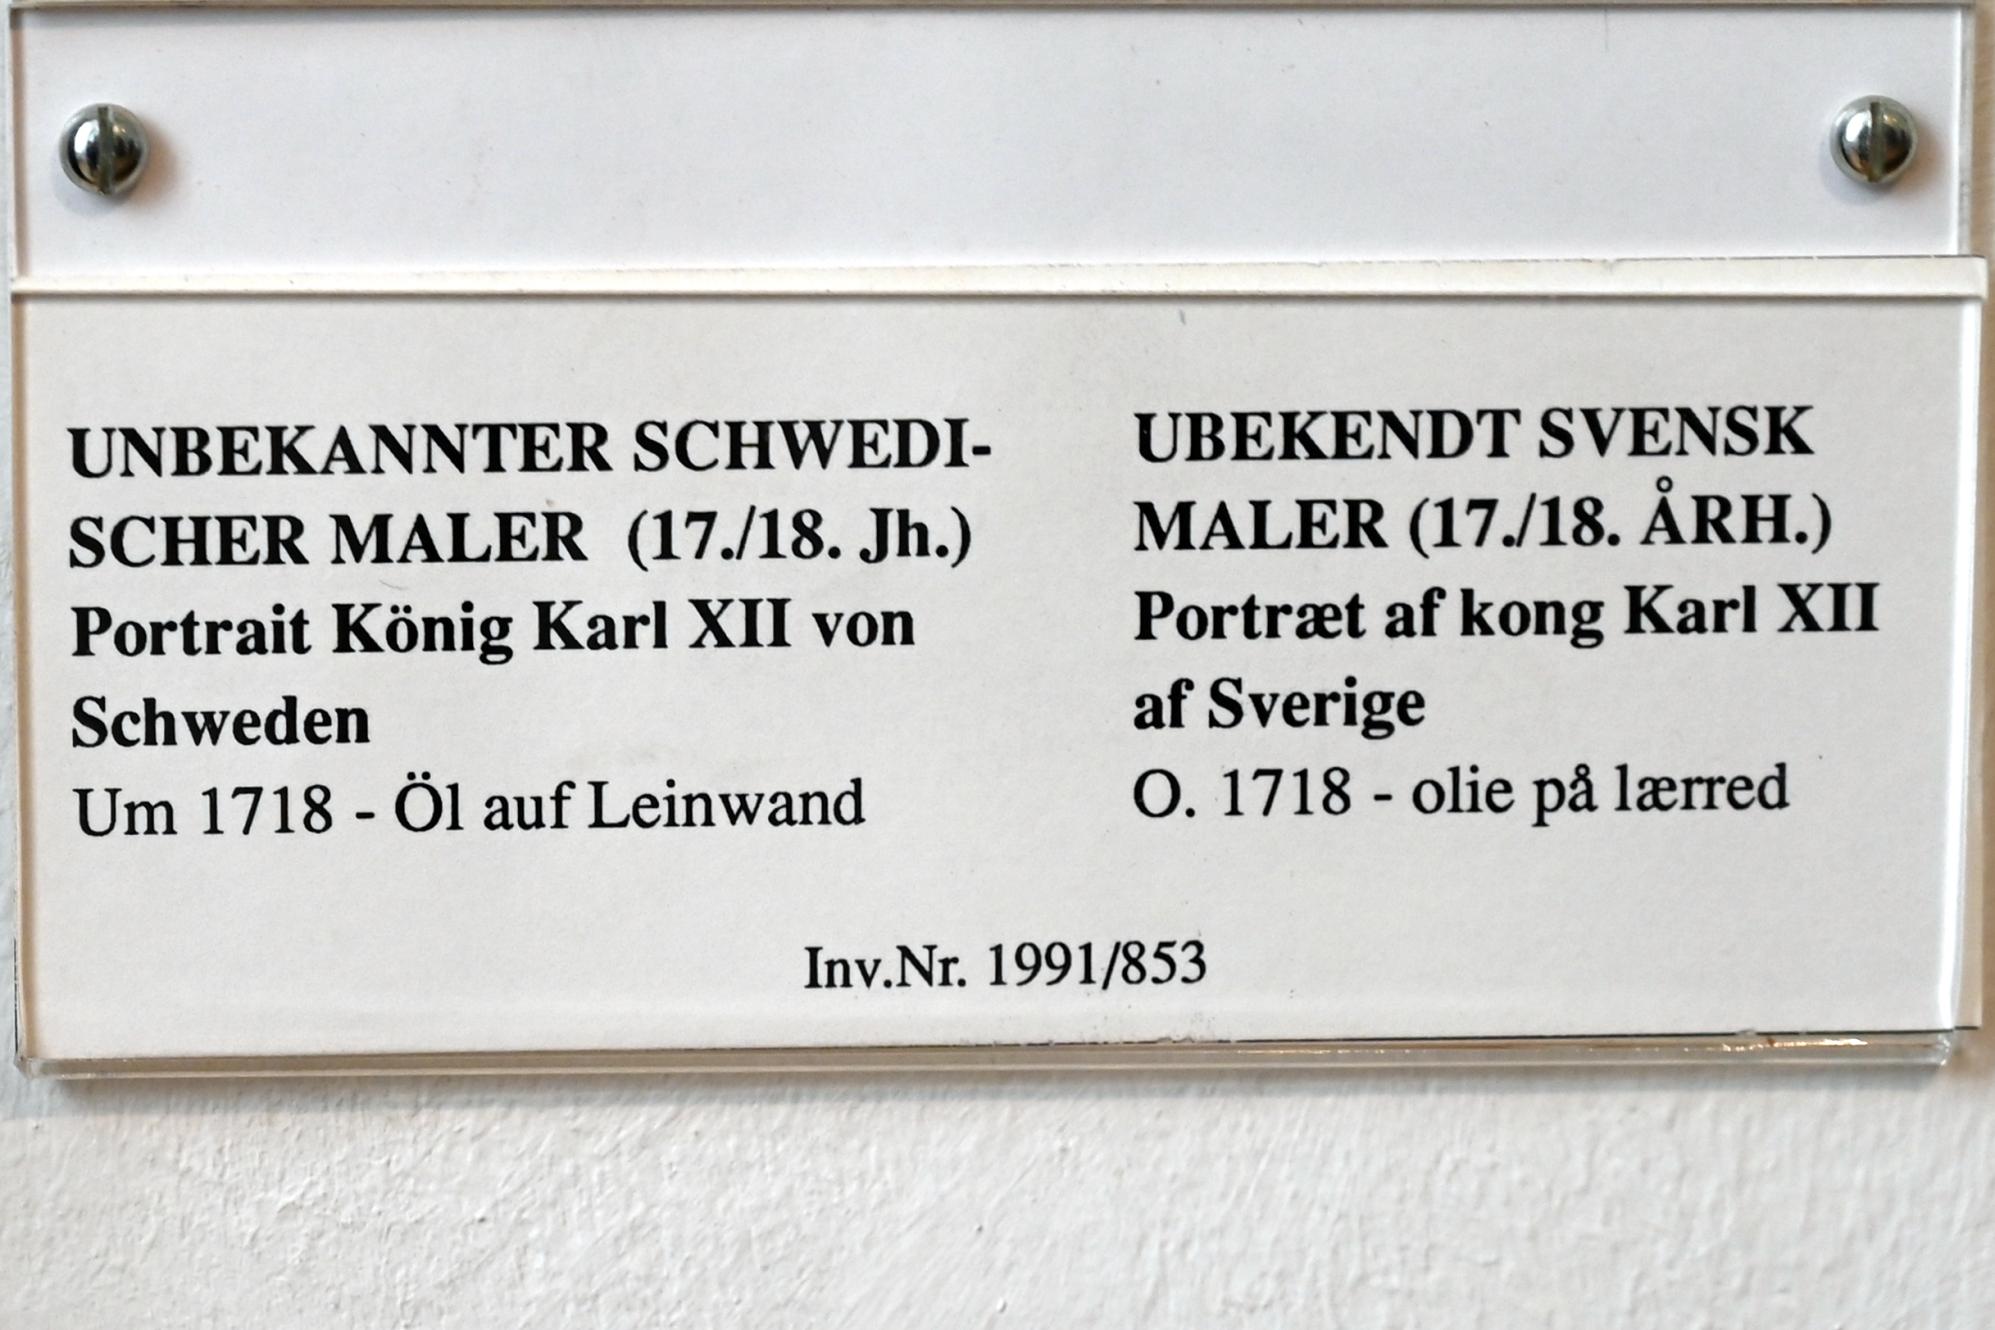 UNBEKANNTER SCHWEDI-
SCHER MALER (17./18. Jh.)
Portrait König Karl XII von
Schweden
Um 1718 - Öl auf Leinwand
UBEKENDT SVENSK
MALER (17./18. ÅRH.)
Portræt af kong Karl XII
af Sverige
O. 1718 - olie på lærred
Inv.Nr. 1991/853